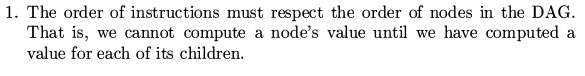 1. The order of instructions must respect the order of nodes in the DAG.
That is, we cannot compute a node's value until we have computed a
value for each of its children.